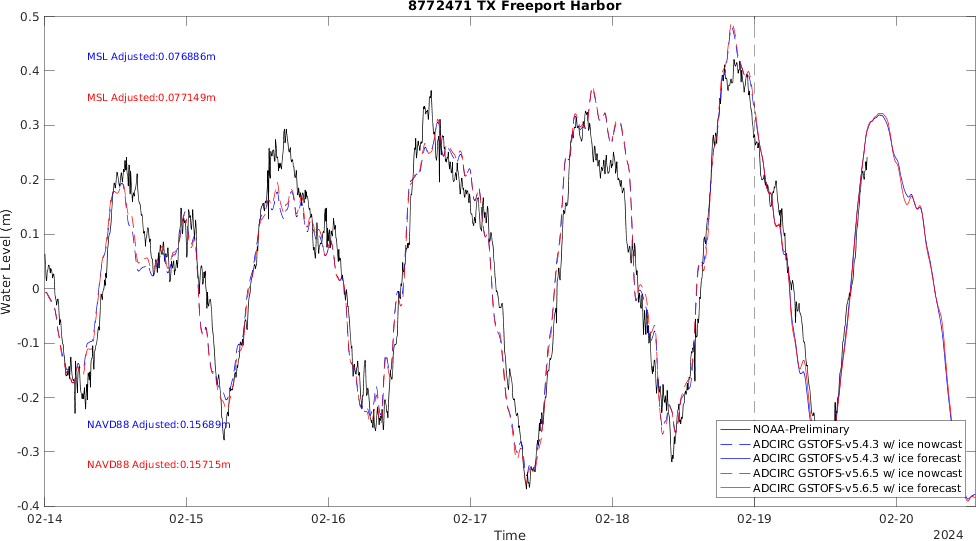 8772471 TX Freeport Harbor
0.5
0.4
0.3
0.2
0.1
0
-0.1
-0.2
-0.3
-0.4
Water Level (m)
MSL Adjusted:0.076886m
MSL Adjusted:0.077149m
NAVD88 Adjusted:0.15689m
NAVD88 Adjusted:0.15715m
NOAA-Preliminary
ADCIRC GSTOFS-v5.4.3 w/ ice nowcast
ADCIRC GSTOFS-v5.4.3 w/ ice forecast
ADCIRC GSTOFS-v5.6.5 w/ ice nowcast
ADCIRC GSTOFS-v5.6.5 w/ ice forecast
02-14 02-15 02-16 02-17 02-18 02-19 02-20
Time
2024